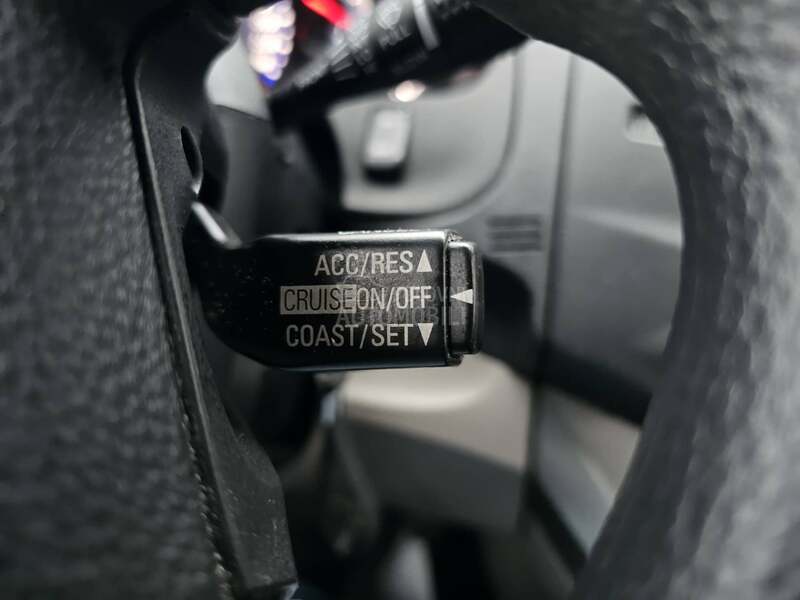 ACC/RES▲
CRUISE ON/OFF ◀
COAST/SET▼